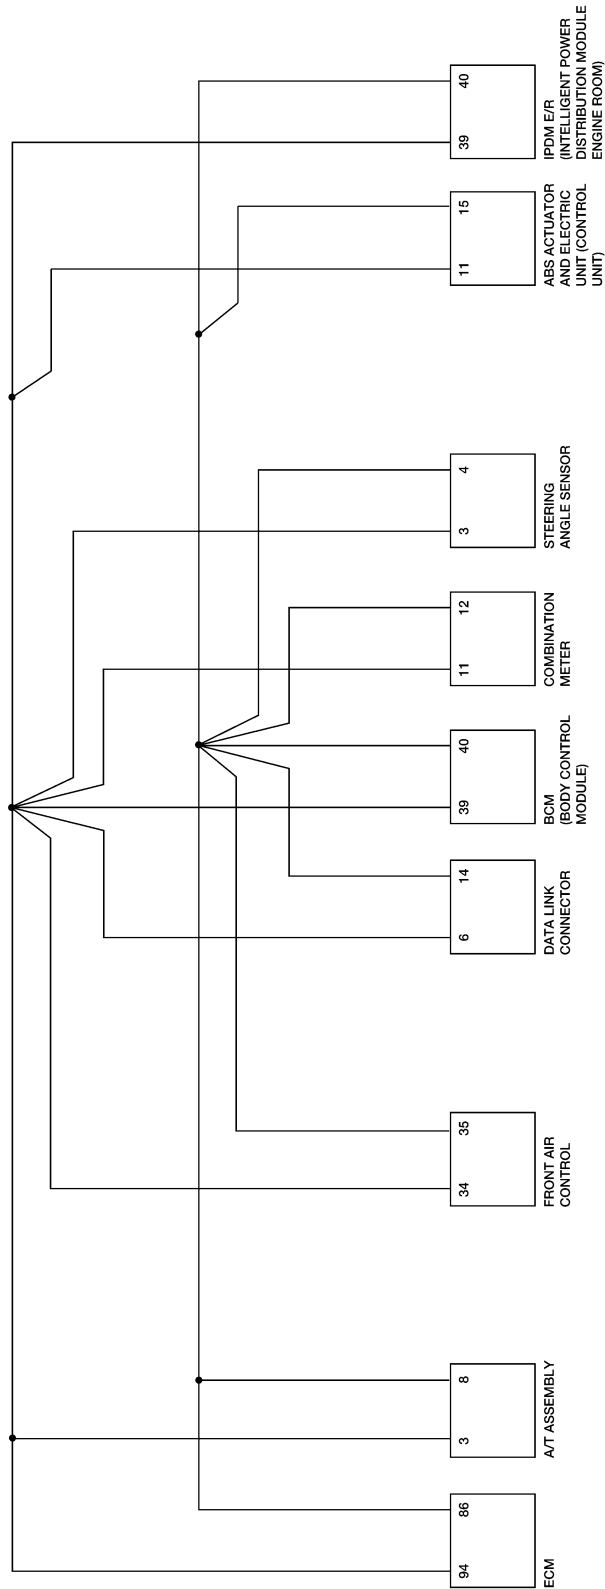 94
86
ECM
3
8
A/T ASSEMBLY
34
35
FRONT AIR
CONTROL
6
14
DATA LINK
CONNECTOR
39
40
BCM
(BODY CONTROL
MODULE)
11
12
COMBINATION
METER
3
4
STEERING
ANGLE SENSOR
11
15
ABS ACTUATOR
AND ELECTRIC
UNIT (CONTROL
UNIT)
39
40
IPDM E/R
(INTELLIGENT POWER
DISTRIBUTION MODULE
ENGINE ROOM)